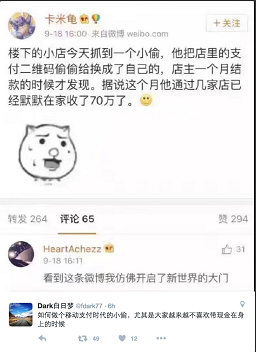 卡米龟
+关注
9-18 16:00 来自微博 weibo.com
楼下的小店今天抓到一个小偷，他把店里的支
付二维码偷偷给换成了自己的，店主一个月结
款的时候才发现。据说这个月他通过几家店已
经默默在家收了70万了。
转发 264 评论 65 赞 294
HeartAchezz
31
9-18 16:11
看到这条微博我仿佛开启了新世界的大门
Dark白日梦 @fdark77 · 6h
如何做个移动支付时代的小偷，尤其是大家越来越不喜欢带现金在身
上的时候
49 12